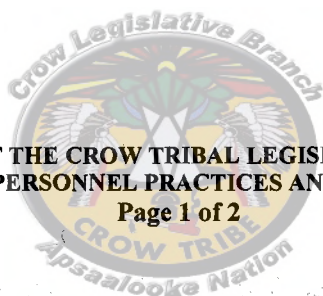 Crow Legislative Branch
T THE CROW TRIBAL LEGIS
PERSONNEL PRACTICES AN
Page 1 of 2
CROW TRIBE
Apsaalooke Nation